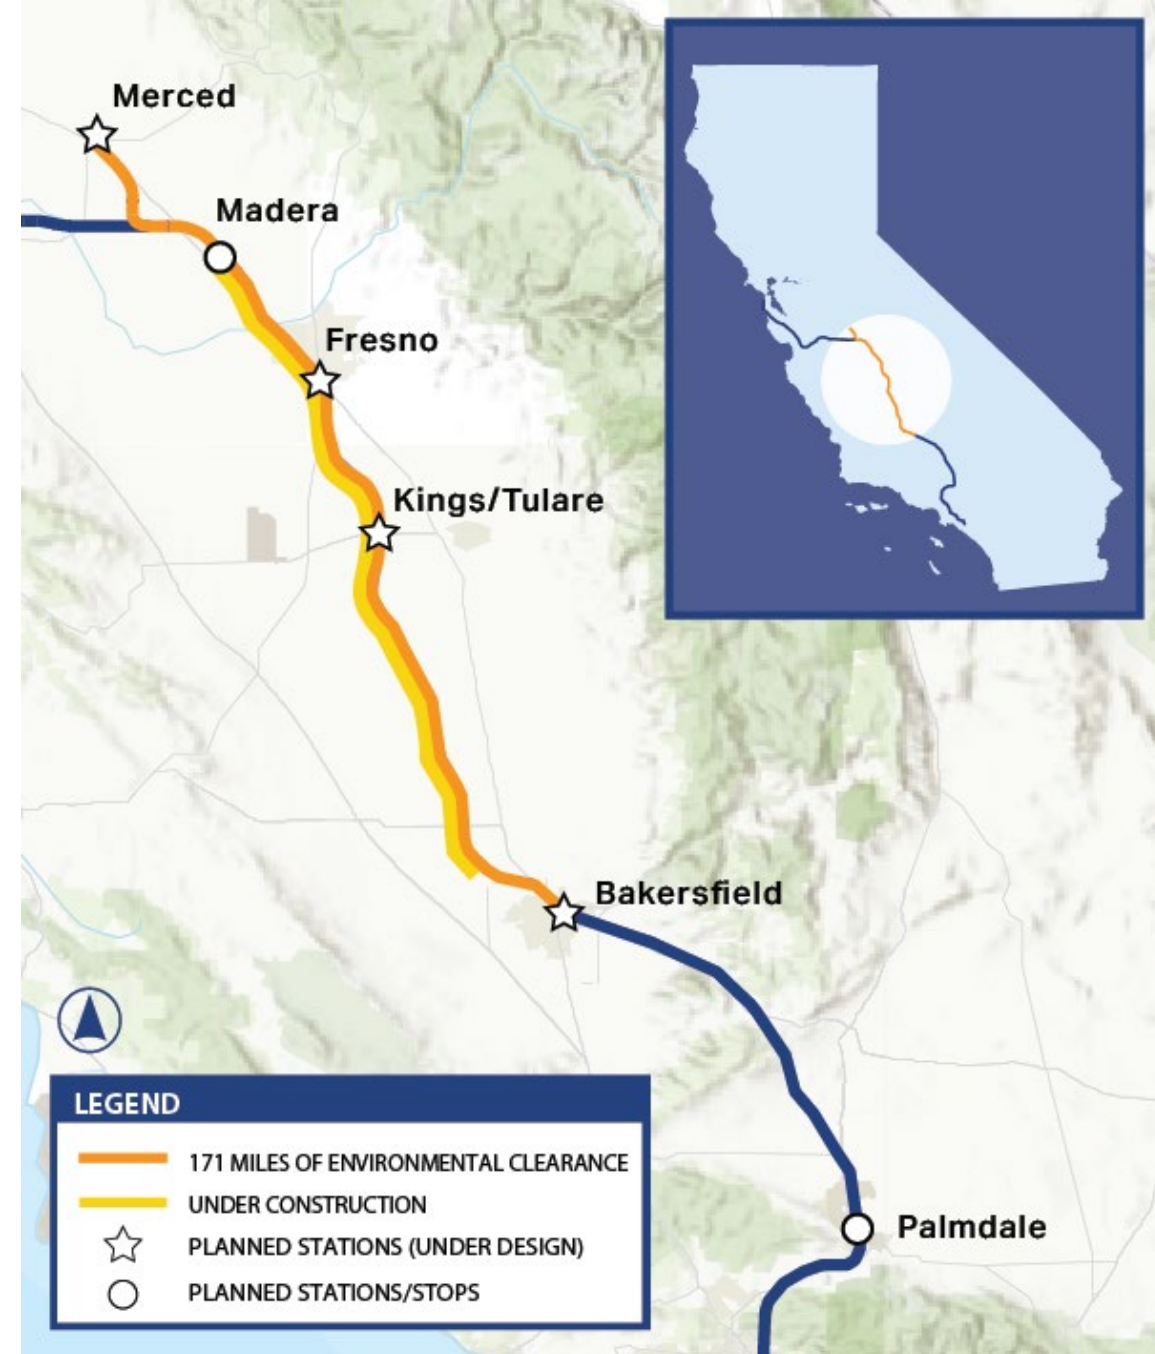 Merced
Madera
Fresno
Kings/Tulare
Bakersfield
Palmdale
LEGEND
171 MILES OF ENVIRONMENTAL CLEARANCE
UNDER CONSTRUCTION
PLANNED STATIONS (UNDER DESIGN)
PLANNED STATIONS/STOPS